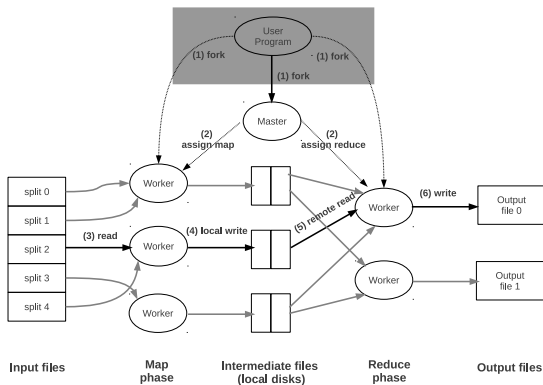 User
Program
(1) fork
(1) fork
(1) fork
Master
(2)
assign map
(2)
assign reduce
split 0
split 1
split 2
split 3
split 4
(3) read
Worker
Worker
Worker
(4) local write
(5) remote read
Worker
Worker
(6) write
Output
file 0
Output
file 1
Input files
Map
phase
Intermediate files
(local disks)
Reduce
phase
Output files